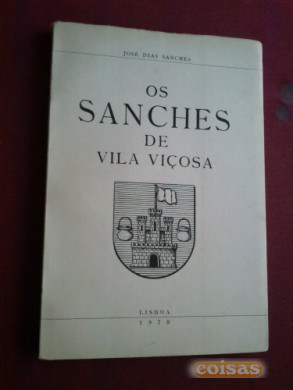 JOSÉ DIAS SANCHES
OS
SANCHES
DE
VILA VIÇOSA
LISBOA
1970
coisas